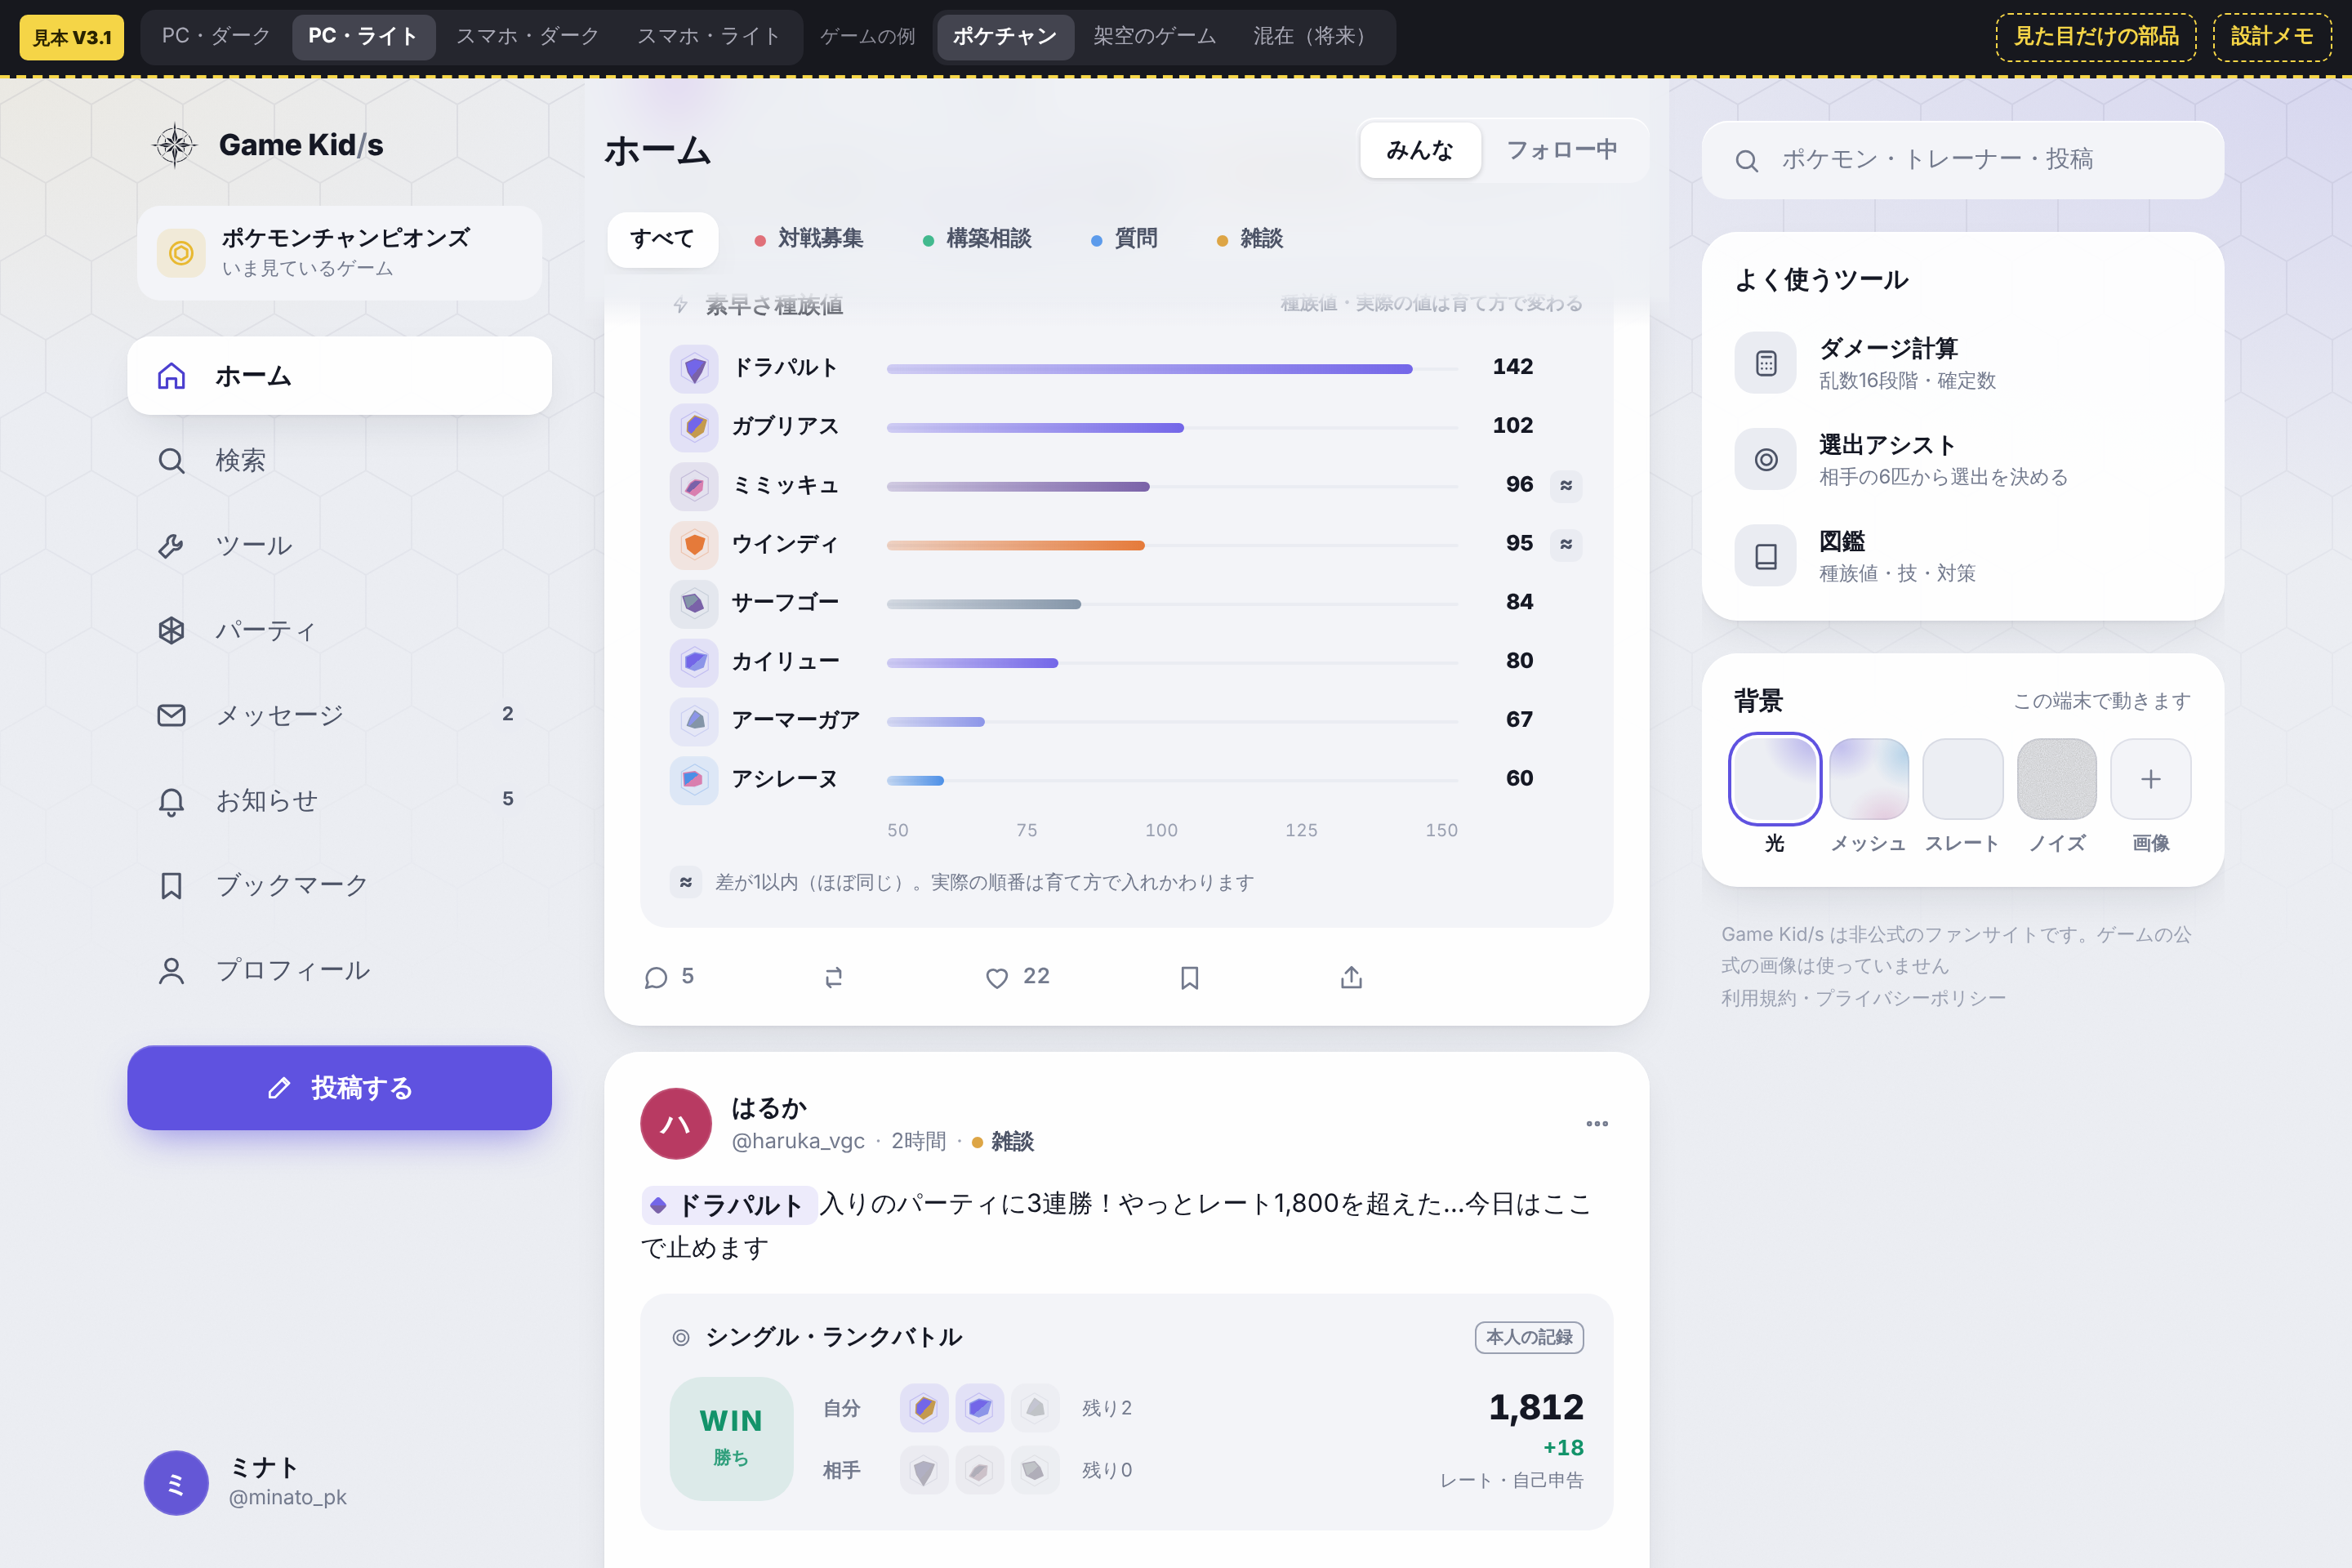 見本 V3.1
PC・ダーク
PC・ライト
スマホ・ダーク
スマホ・ライト
ゲームの例
ポケチャン
架空のゲーム
混在（将来）
見た目だけの部品
設計メモ
Game Kid/s
ポケモンチャンピオンズ
いま見ているゲーム
ホーム
検索
ツール
パーティ
メッセージ 2
お知らせ 5
ブックマーク
プロフィール
投稿する
ミ
ミナト
@minato_pk
ホーム
みんな
フォロー中
すべて
対戦募集
構築相談
質問
雑談
素早さ種族値
種族値・実際の値は育て方で変わる
ドラパルト 142
ガブリアス 102
ミミッキュ 96 ≈
ウインディ 95 ≈
サーフゴー 84
カイリュー 80
アーマーガア 67
アシレーヌ 60
50 75 100 125 150
≈ 差が1以内（ほぼ同じ）。実際の順番は育て方で入れかわります
5
22
ハ
はるか
@haruka_vgc · 2時間 · 雑談
ドラパルト 入りのパーティに3連勝！やっとレート1,800を超えた…今日はここ
で止めます
シングル・ランクバトル
本人の記録
WIN
勝ち
自分 残り2
相手 残り0
1,812
+18
レート・自己申告
ポケモン・トレーナー・投稿
よく使うツール
ダメージ計算
乱数16段階・確定数
選出アシスト
相手の6匹から選出を決める
図鑑
種族値・技・対策
背景
この端末で動きます
光
メッシュ
スレート
ノイズ
画像
Game Kid/s は非公式のファンサイトです。ゲームの公
式の画像は使っていません
利用規約・プライバシーポリシー